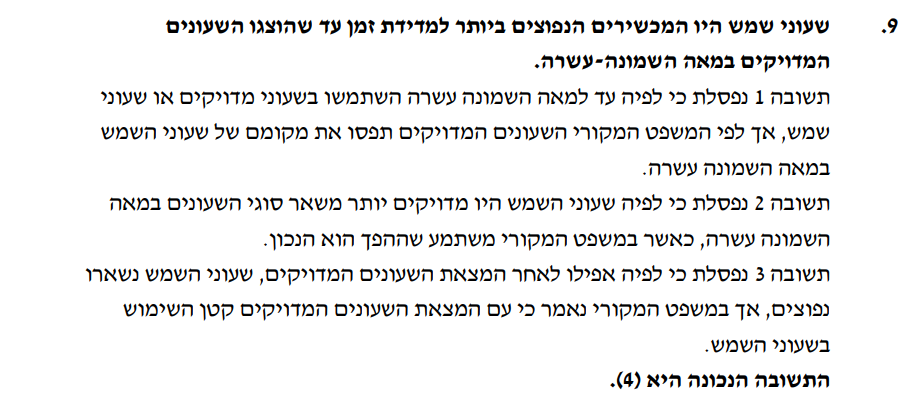 9. שעוני שמש היו המכשירים הנפוצים ביותר למדידת זמן עד שהוצגו השעונים
המדויקים במאה השמונה-עשרה.
תשובה 1 נפסלת כי לפיה עד למאה השמונה עשרה השתמשו בשעוני מדויקים או שעוני
שמש, אך לפי המשפט המקורי השעונים המדויקים תפסו את מקומם של שעוני השמש
במאה השמונה עשרה.
תשובה 2 נפסלת כי לפיה שעוני השמש היו מדויקים יותר משאר סוגי השעונים במאה
השמונה עשרה, כאשר במשפט המקורי משתמע שההפך הוא הנכון.
תשובה 3 נפסלת כי לפיה אפילו לאחר המצאת השעונים המדויקים, שעוני השמש נשארו
נפוצים, אך במשפט המקורי נאמר כי עם המצאת השעונים המדויקים קטן השימוש
בשעוני השמש.
התשובה הנכונה היא (4).